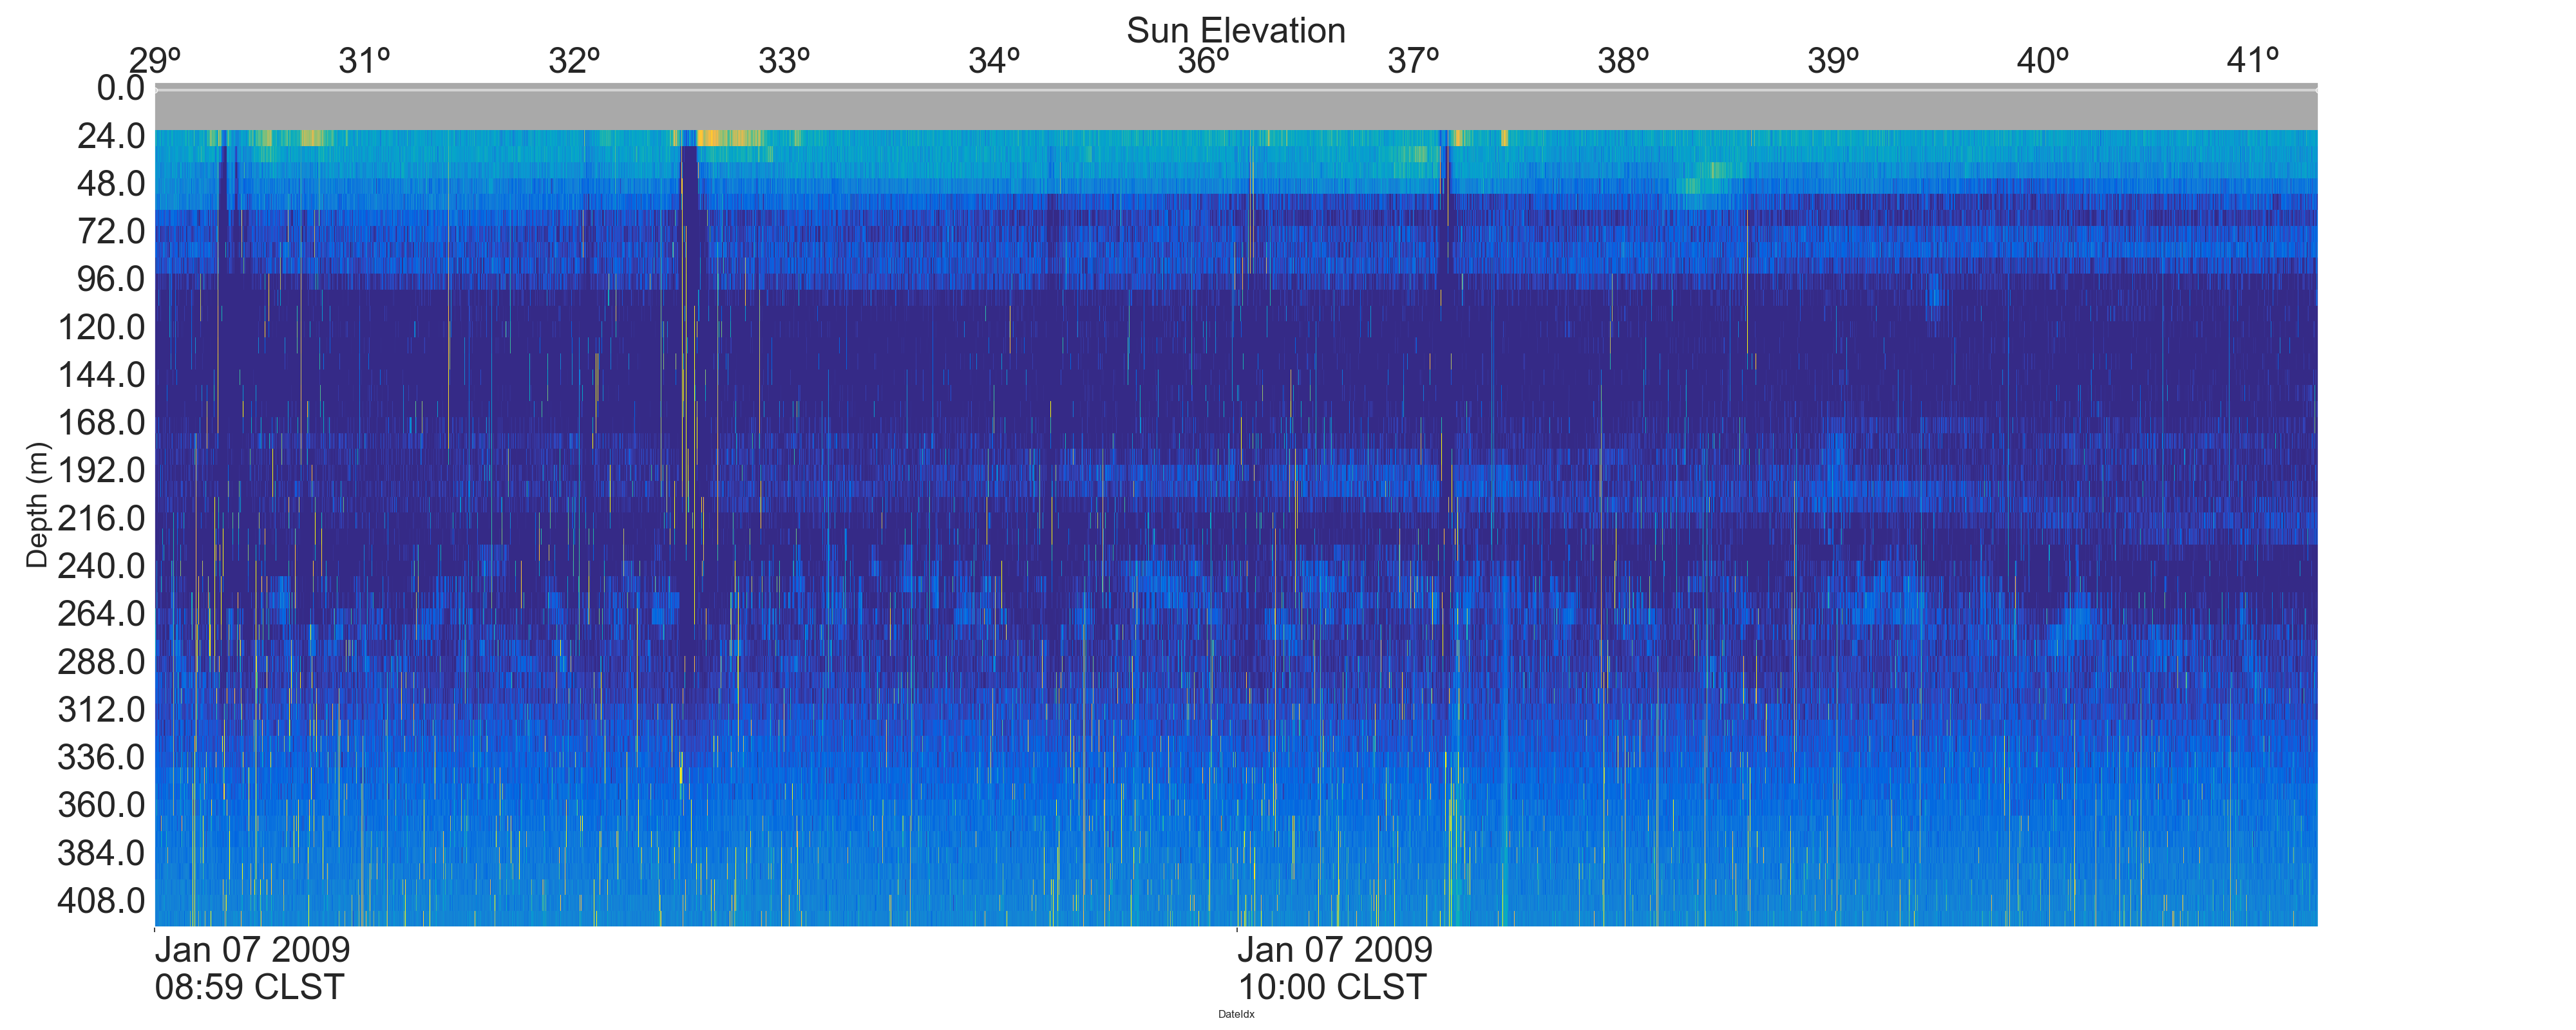 Sun Elevation
29º 31º 32º 33º 34º 36º 37º 38º 39º 40º 41º
0.0
24.0
48.0
72.0
96.0
120.0
144.0
168.0
192.0
216.0
240.0
264.0
288.0
312.0
336.0
360.0
384.0
408.0
Depth (m)
Jan 07 2009
08:59 CLST
Jan 07 2009
10:00 CLST
DateIdx